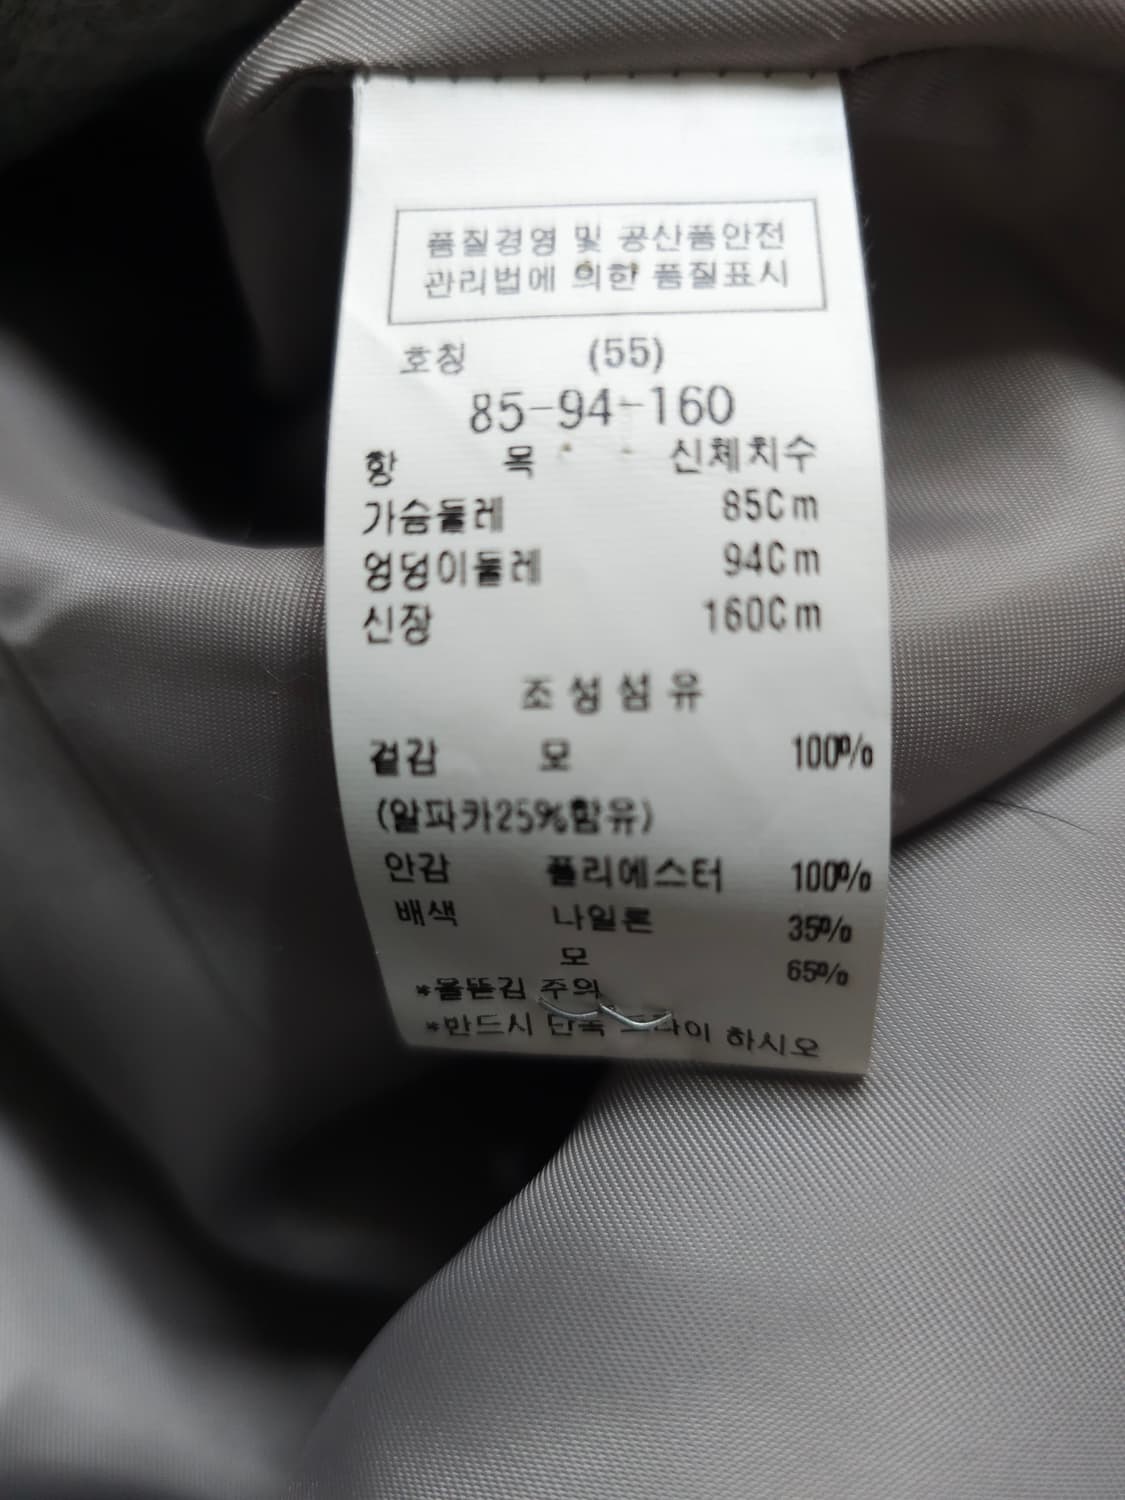 품질경영 및 공산품안전
관리법에 의한 품질표시
호칭 (55)
85-94-160
항 목 신체치수
가슴둘레 85Cm
엉덩이둘레 94Cm
신장 160Cm
조성섬유
겉감 모 100%
(알파카25%함유)
안감 폴리에스터 100%
배색 나일론 35%
모 65%
*올뜯김 주의
*반드시 단독 드라이 하시오